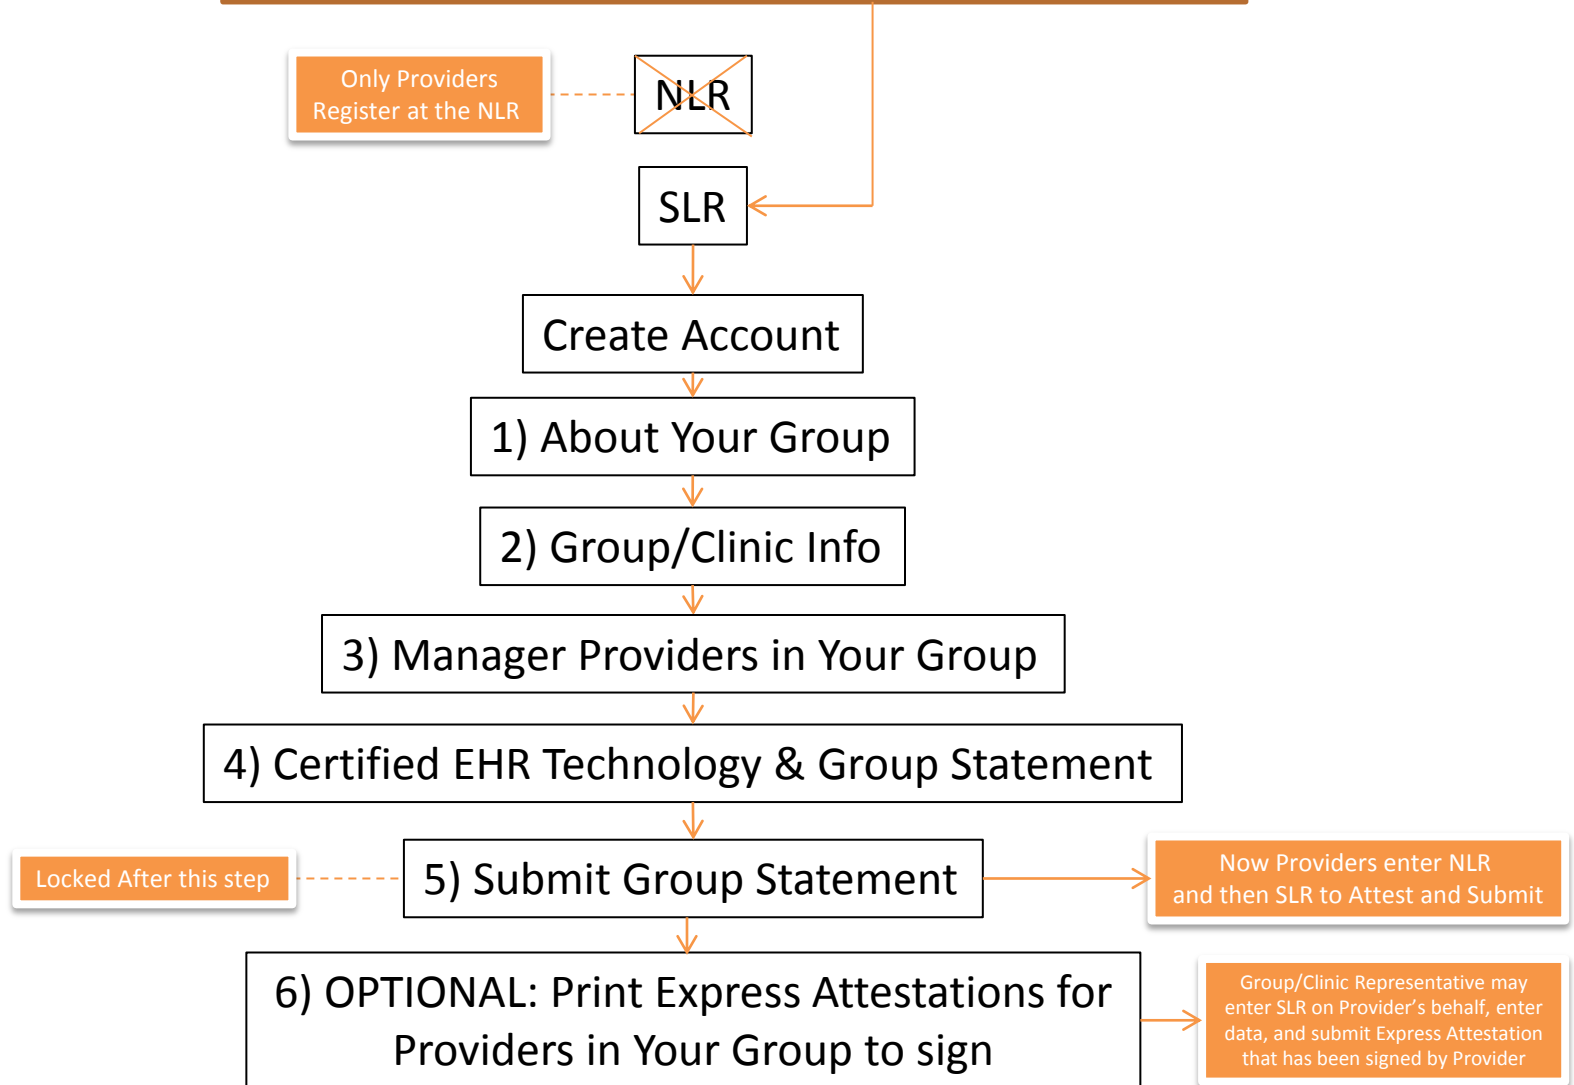 Only Providers
Register at the NLR
NLR
SLR
Create Account
1) About Your Group
2) Group/Clinic Info
3) Manager Providers in Your Group
4) Certified EHR Technology & Group Statement
Locked After this step
5) Submit Group Statement
Now Providers enter NLR
and then SLR to Attest and Submit
6) OPTIONAL: Print Express Attestations for
Providers in Your Group to sign
Group/Clinic Representative may
enter SLR on Provider’s behalf, enter
data, and submit Express Attestation
that has been signed by Provider